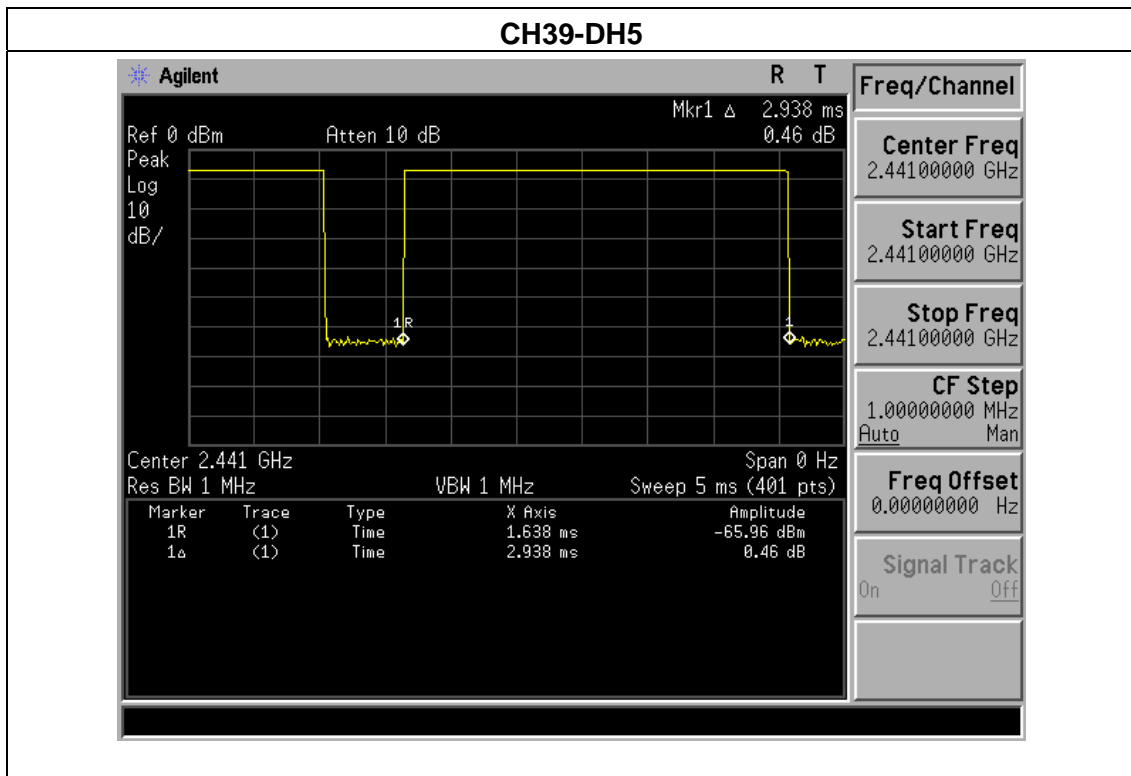 CH39-DH5
Agilent
R T
Mkr1 Δ 2.938 ms
Ref 0 dBm Atten 10 dB 0.46 dB
Peak
Log
10
dB/
1R
1
Center 2.441 GHz Span 0 Hz
Res BW 1 MHz VBW 1 MHz Sweep 5 ms (401 pts)
Marker Trace Type X Axis Amplitude
1R (1) Time 1.638 ms -65.96 dBm
1Δ (1) Time 2.938 ms 0.46 dB
Freq/Channel
Center Freq
2.44100000 GHz
Start Freq
2.44100000 GHz
Stop Freq
2.44100000 GHz
CF Step
1.00000000 MHz
Auto Man
Freq Offset
0.00000000 Hz
Signal Track
On Off